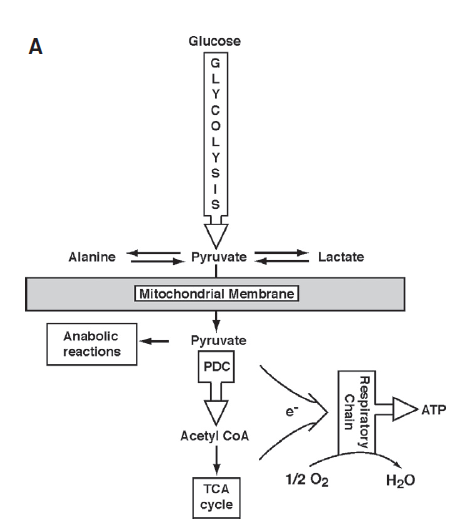 A
Glucose
GLYCOLYSIS
Alanine
Pyruvate
Lactate
Mitochondrial Membrane
Anabolic
reactions
Pyruvate
PDC
e-
Respiratory
Chain
ATP
Acetyl CoA
1/2 O2
H2O
TCA
cycle